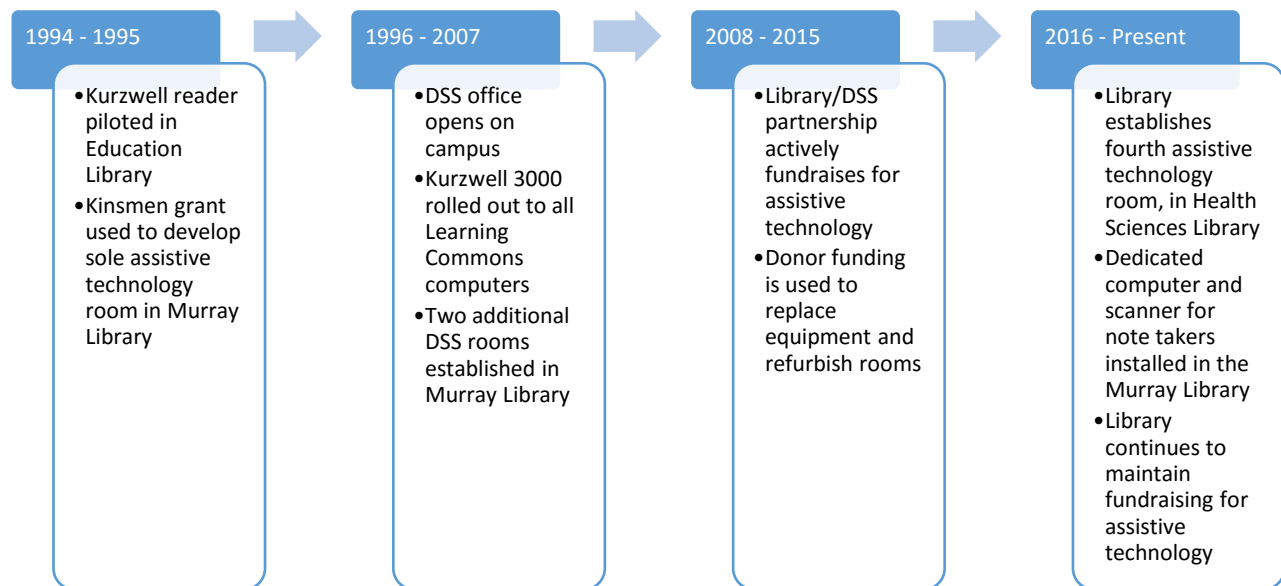 1994 - 1995
•Kurzwell reader
piloted in
Education
Library
•Kinsmen grant
used to develop
sole assistive
technology
room in Murray
Library
1996 - 2007
•DSS office
opens on
campus
•Kurzwell 3000
rolled out to all
Learning
Commons
computers
•Two additional
DSS rooms
established in
Murray Library
2008 - 2015
•Library/DSS
partnership
actively
fundraises for
assistive
technology
•Donor funding
is used to
replace
equipment and
refurbish rooms
2016 - Present
•Library
establishes
fourth assistive
technology
room, in Health
Sciences Library
•Dedicated
computer and
scanner for
note takers
installed in the
Murray Library
•Library
continues to
maintain
fundraising for
assistive
technology